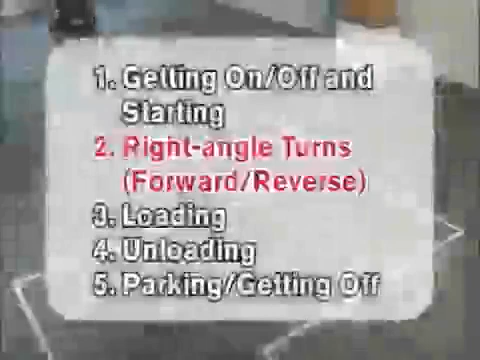 1. Getting On/Off and
Starting
2. Right-angle Turns
(Forward/Reverse)
3. Loading
4. Unloading
5. Parking/Getting Off